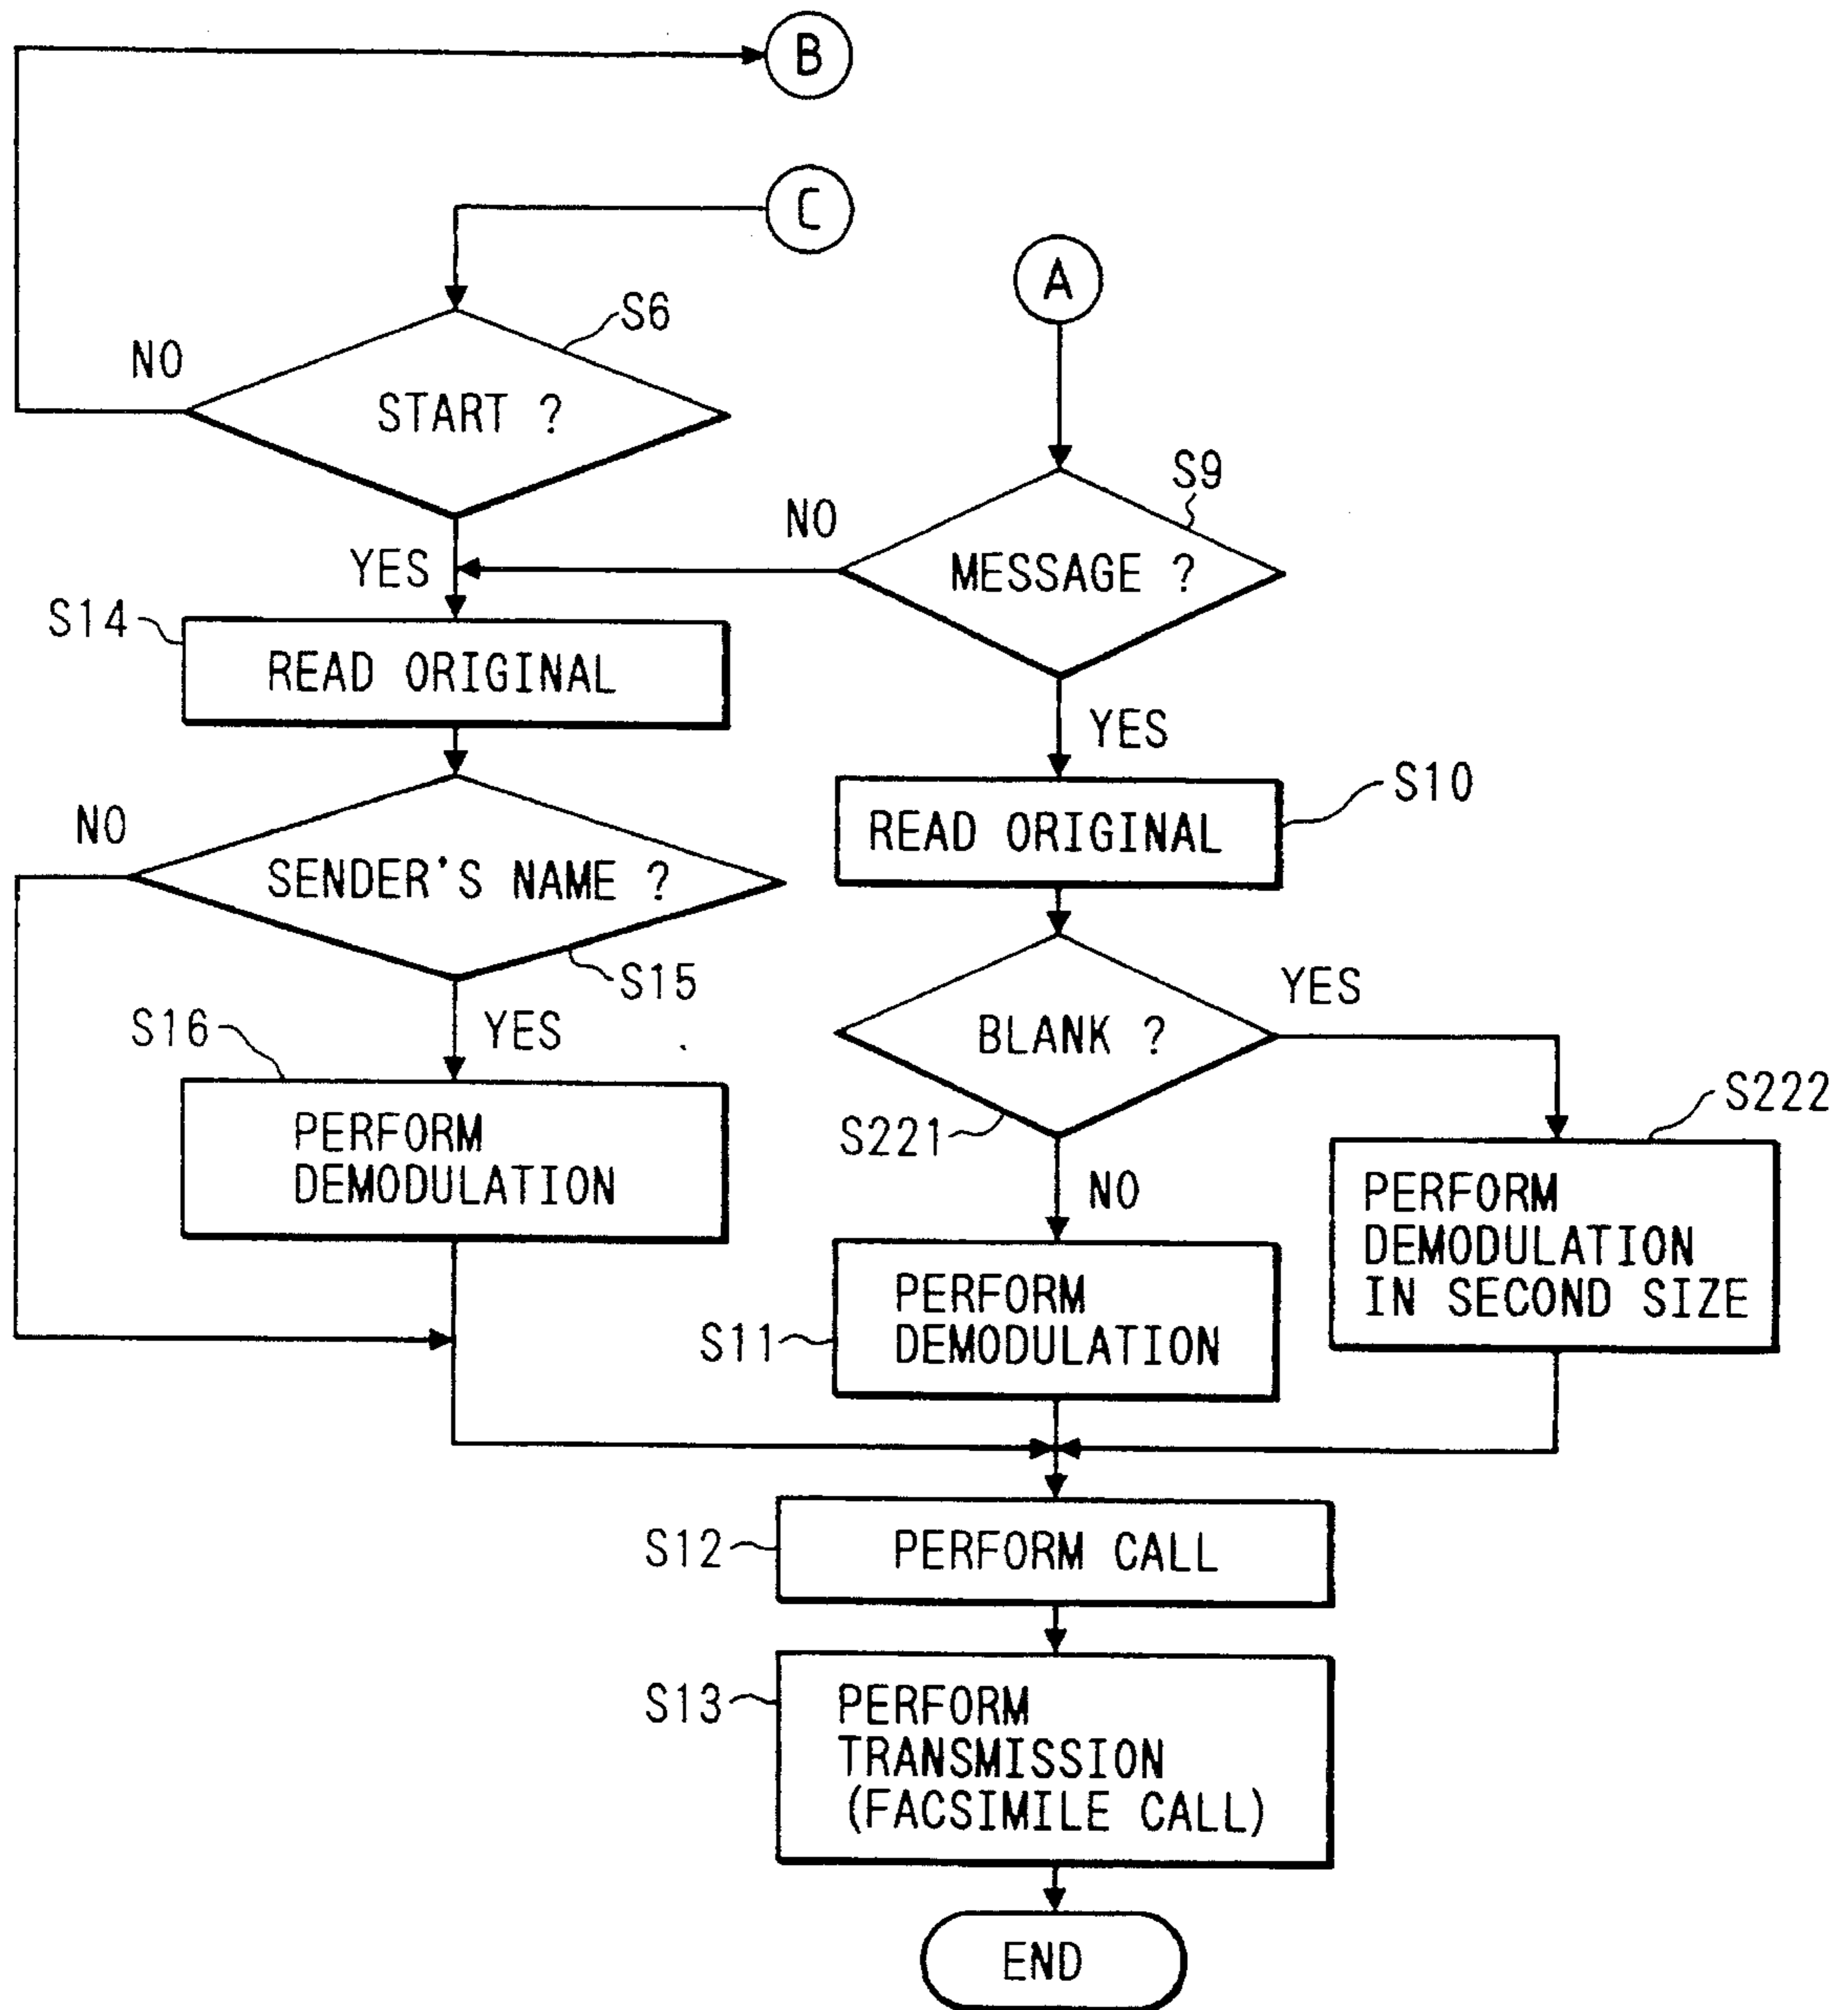 B
C
A
S6
NO
START ?
S9
NO
MESSAGE ?
YES
S14
READ ORIGINAL
YES
S10
READ ORIGINAL
NO
SENDER'S NAME ?
S15
YES
BLANK ?
S16
YES
S222
S221
PERFORM
DEMODULATION
NO
PERFORM
DEMODULATION
IN SECOND SIZE
S11
PERFORM
DEMODULATION
S12
PERFORM CALL
S13
PERFORM
TRANSMISSION
(FACSIMILE CALL)
END